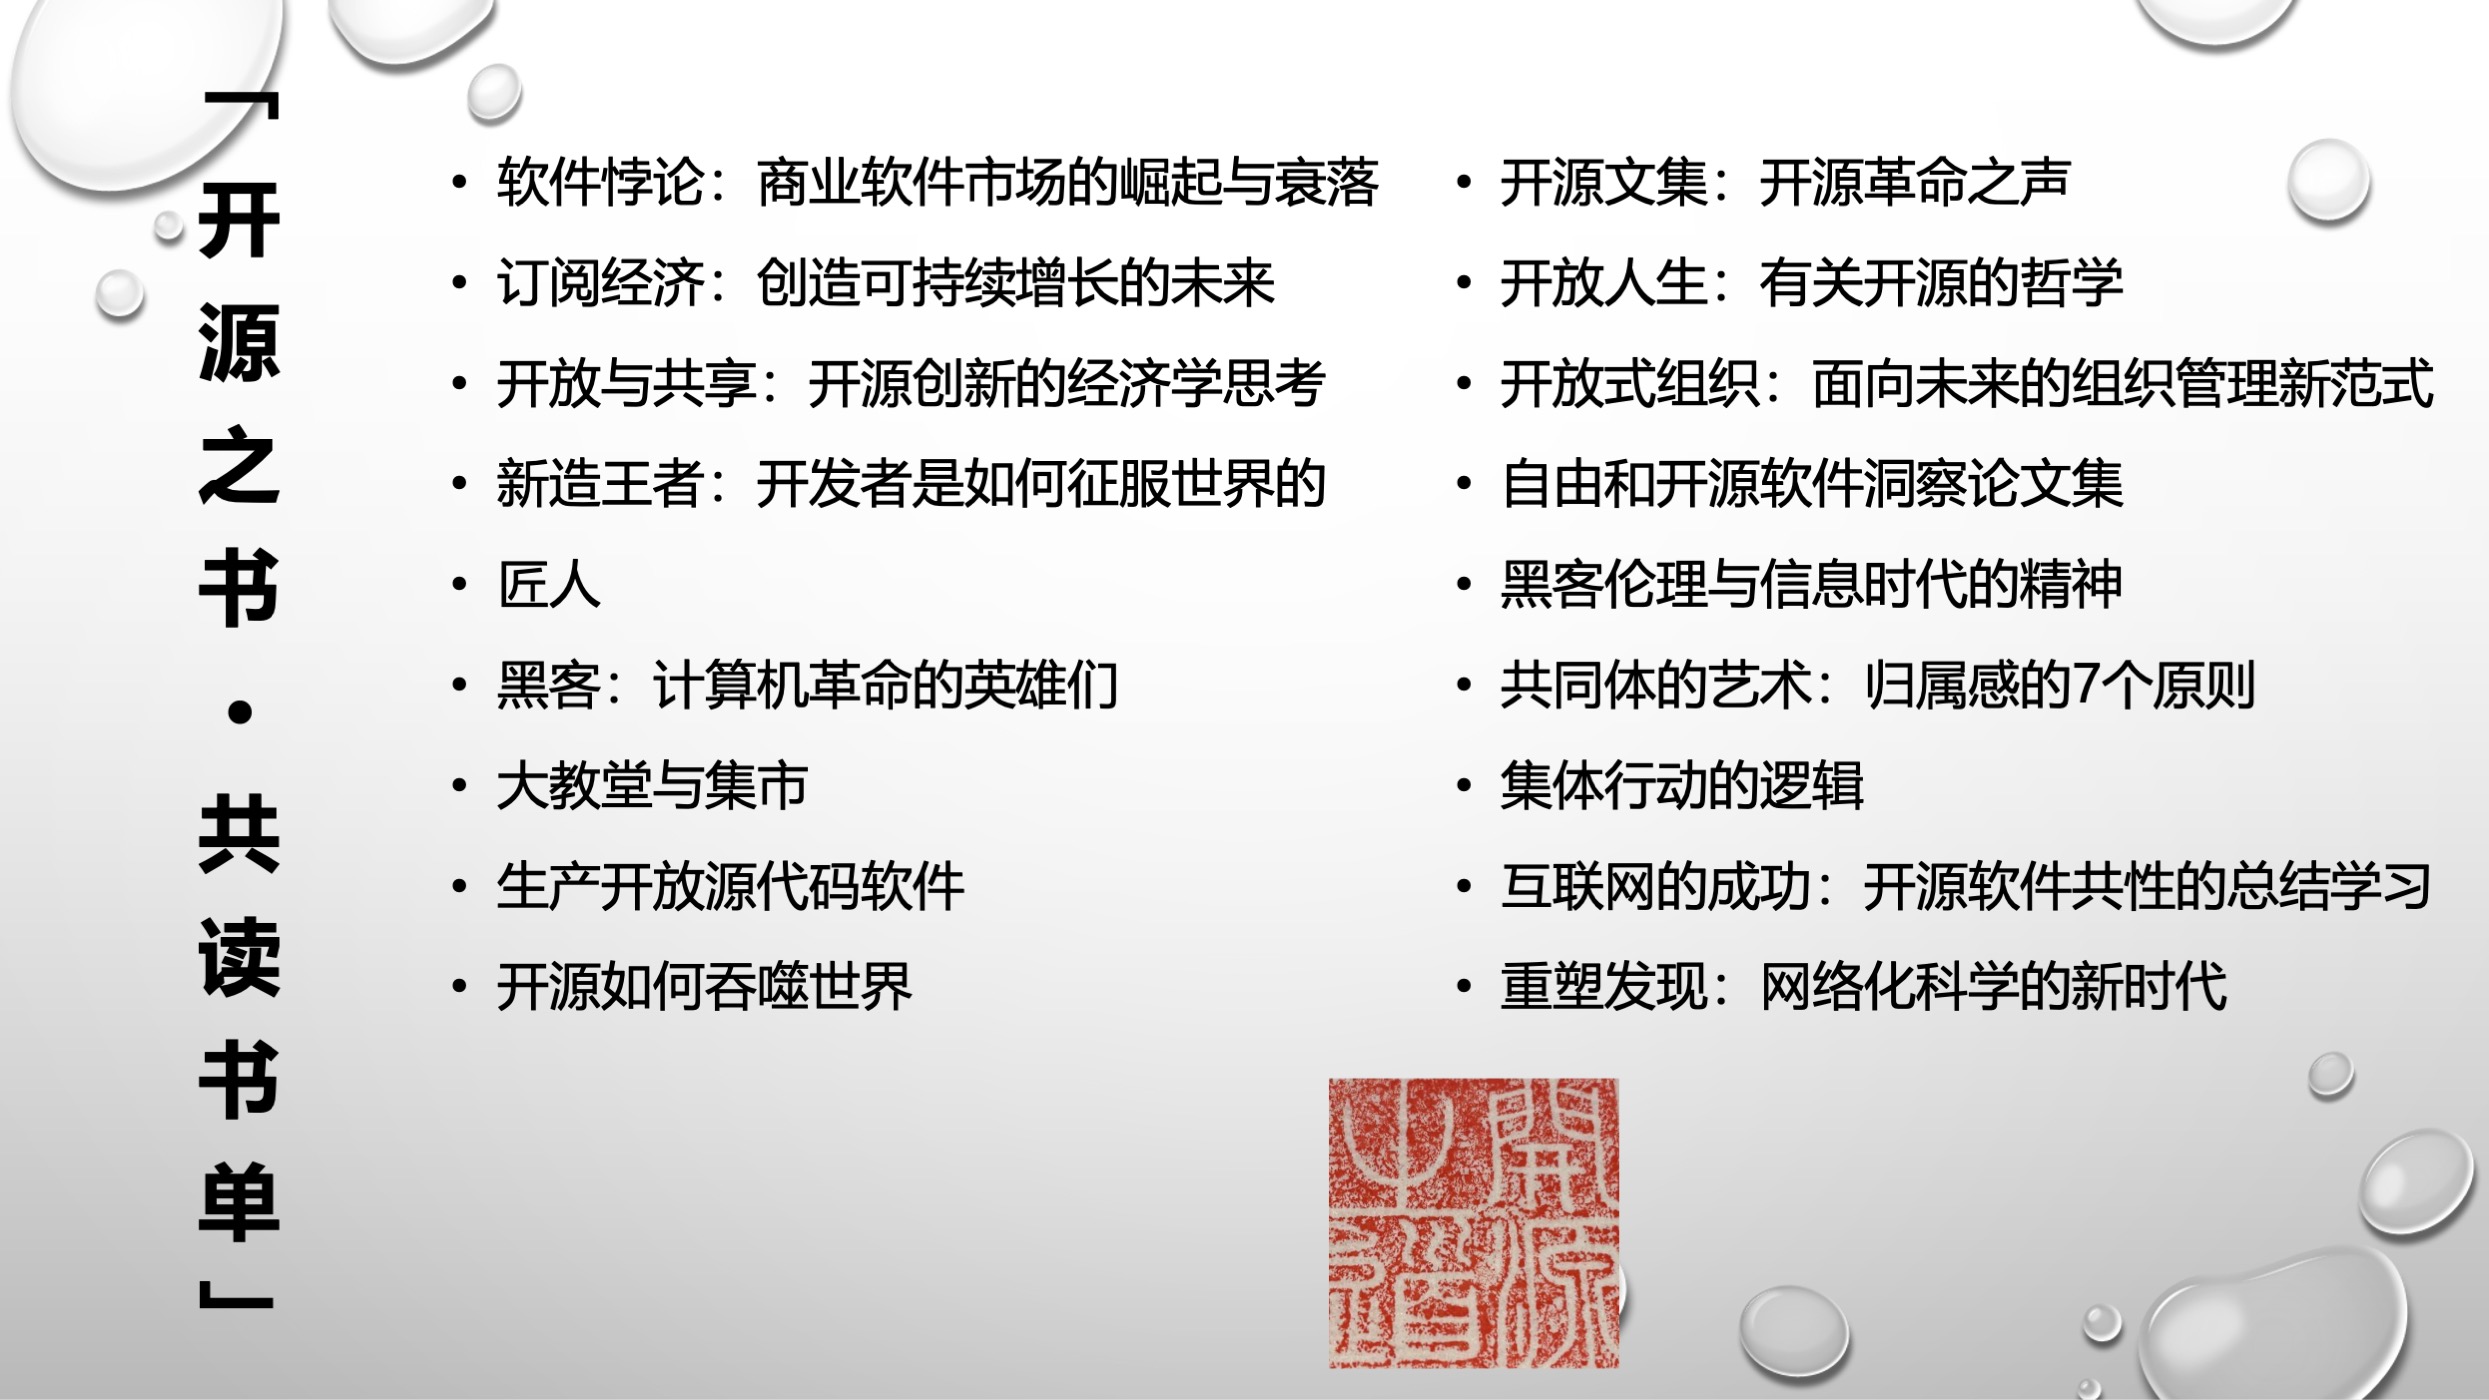 「开源之书·共读书单」
• 软件悖论：商业软件市场的崛起与衰落
• 订阅经济：创造可持续增长的未来
• 开放与共享：开源创新的经济学思考
• 新造王者：开发者是如何征服世界的
• 匠人
• 黑客：计算机革命的英雄们
• 大教堂与集市
• 生产开放源代码软件
• 开源如何吞噬世界
• 开源文集：开源革命之声
• 开放人生：有关开源的哲学
• 开放式组织：面向未来的组织管理新范式
• 自由和开源软件洞察论文集
• 黑客伦理与信息时代的精神
• 共同体的艺术：归属感的7个原则
• 集体行动的逻辑
• 互联网的成功：开源软件共性的总结学习
• 重塑发现：网络化科学的新时代
開源之道